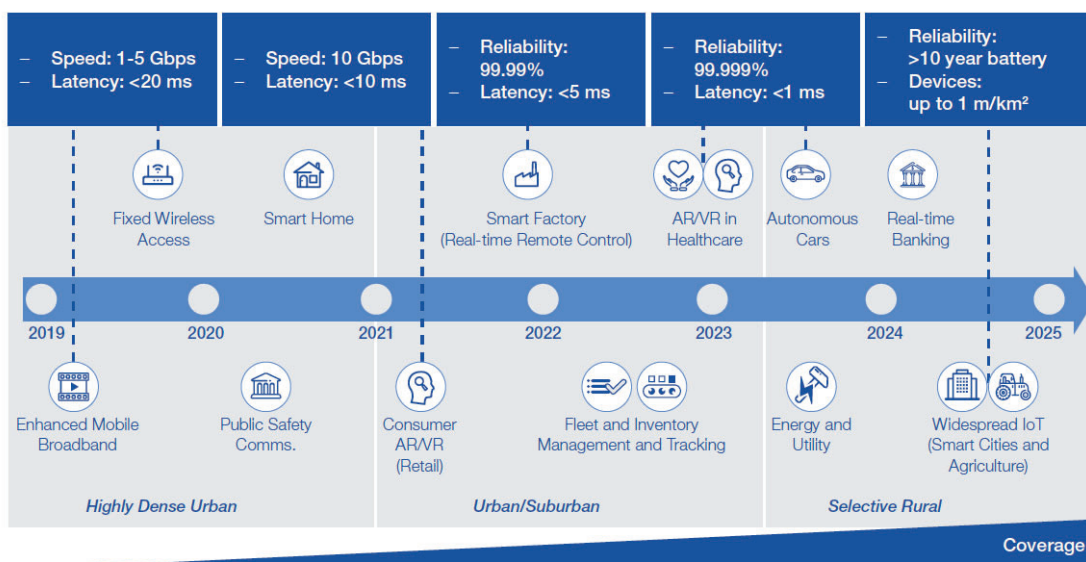 – Speed: 1-5 Gbps
– Latency: <20 ms
– Speed: 10 Gbps
– Latency: <10 ms
– Reliability:
99.99%
– Latency: <5 ms
– Reliability:
99.999%
– Latency: <1 ms
– Reliability:
>10 year battery
– Devices:
up to 1 m/km²
Fixed Wireless
Access
Smart Home
Smart Factory
(Real-time Remote Control)
AR/VR in
Healthcare
Autonomous
Cars
Real-time
Banking
2019
2020
2021
2022
2023
2024
2025
Enhanced Mobile
Broadband
Public Safety
Comms.
Consumer
AR/VR
(Retail)
Fleet and Inventory
Management and Tracking
Energy and
Utility
Widespread IoT
(Smart Cities and
Agriculture)
Highly Dense Urban
Urban/Suburban
Selective Rural
Coverage